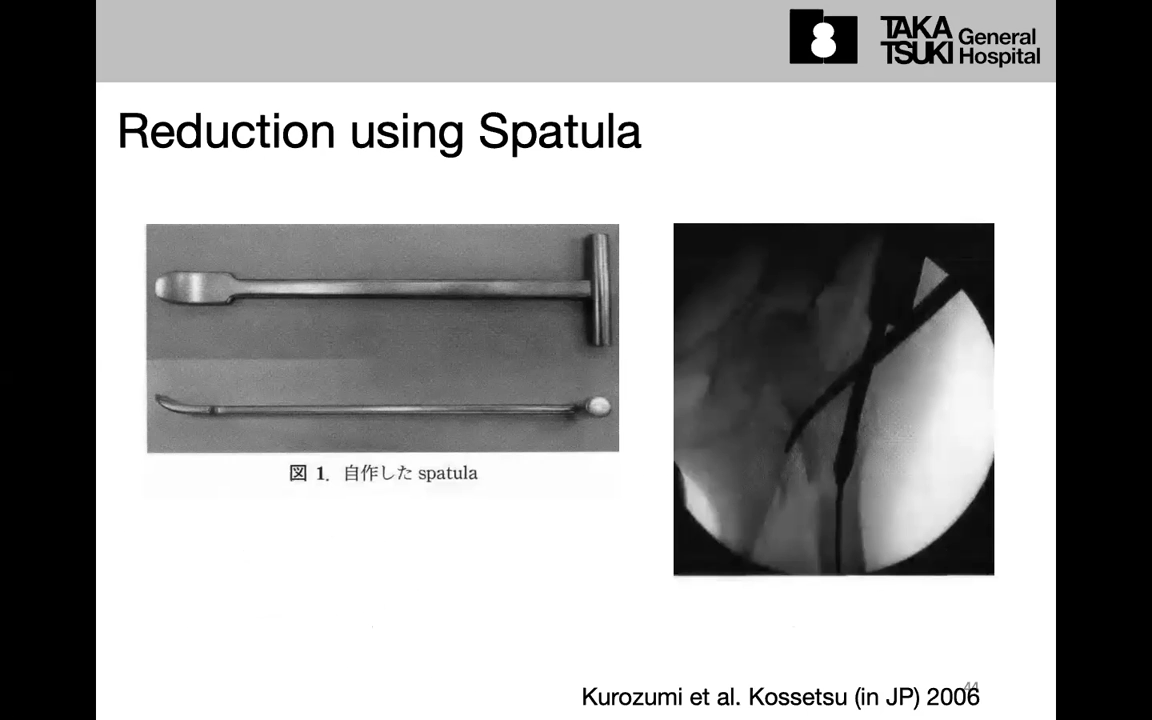 TAKA
TSUKI General
Hospital
Reduction using Spatula
図 1. 自作した spatula
44
Kurozumi et al. Kossetsu (in JP) 2006